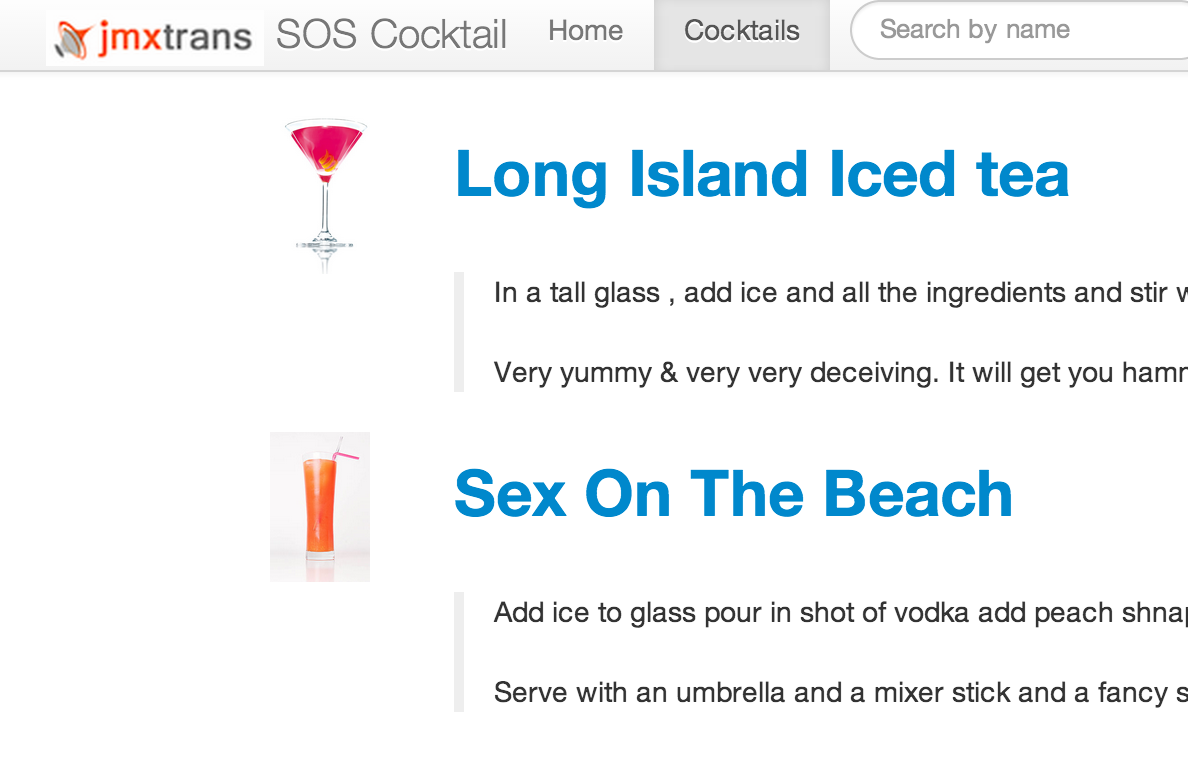 jmxtrans SOS Cocktail Home Cocktails Search by name
Long Island Iced tea
In a tall glass , add ice and all the ingredients and stir
Very yummy & very very deceiving. It will get you
Sex On The Beach
Add ice to glass pour in shot of vodka add peach
Serve with an umbrella and a mixer stick and a fancy